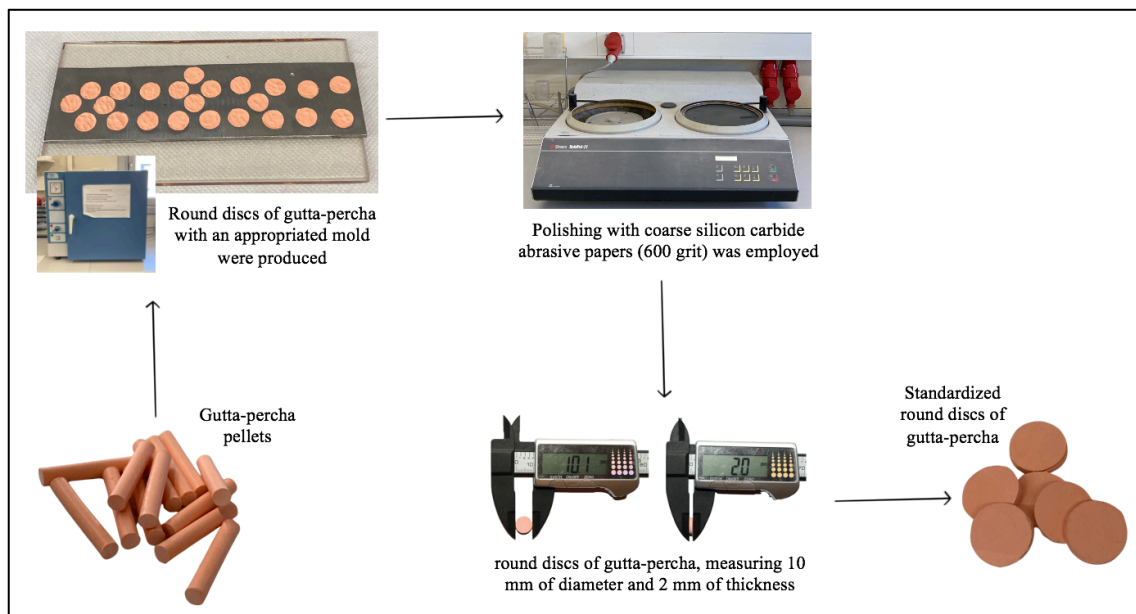 Round discs of gutta-percha
with an appropriated mold
were produced
Polishing with coarse silicon carbide
abrasive papers (600 grit) was employed
Gutta-percha
pellets
101
2.0
round discs of gutta-percha, measuring 10
mm of diameter and 2 mm of thickness
Standardized
round discs of
gutta-percha